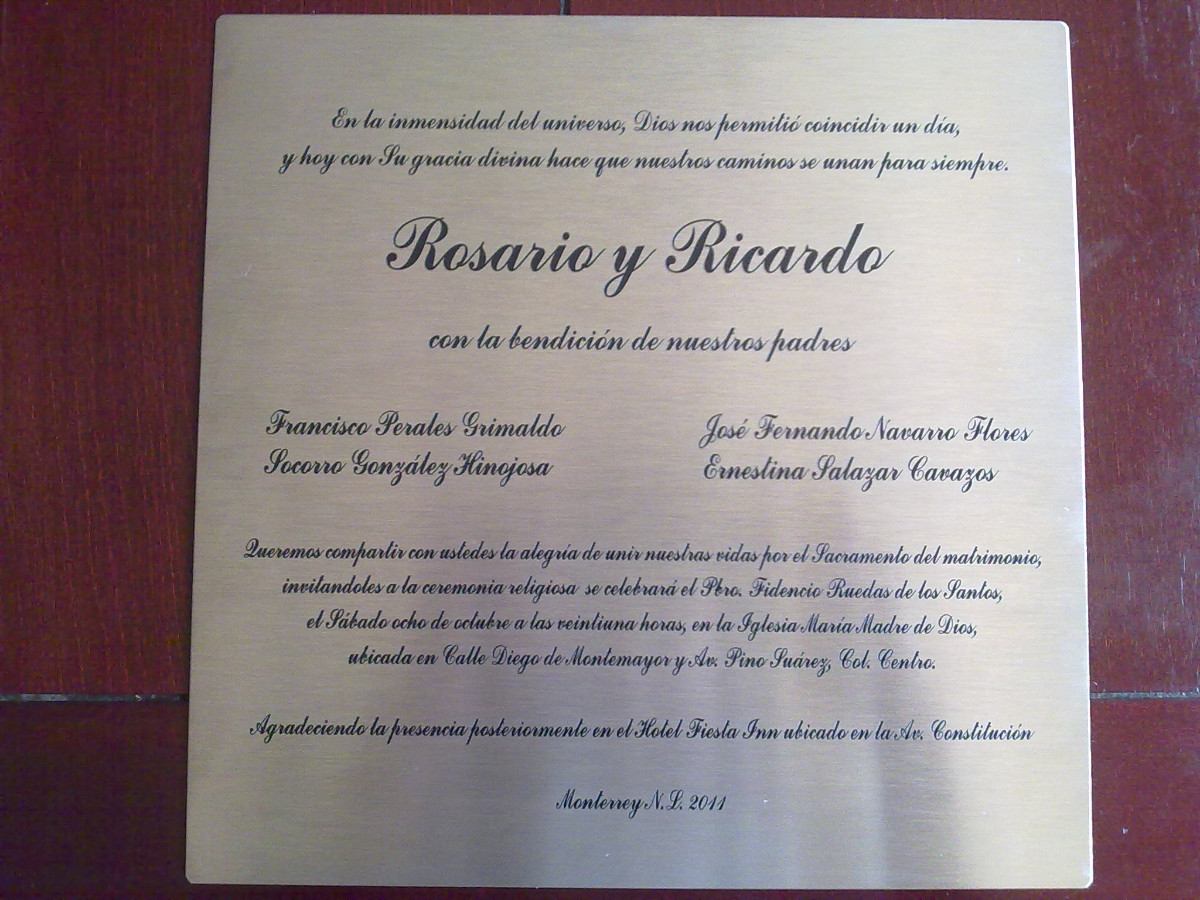 En la inmensidad del universo, Dios nos permitió coincidir un día,
y hoy con Su gracia divina hace que nuestros caminos se unan para siempre.
Rosario y Ricardo
con la bendición de nuestros padres
Francisco Perales Grimaldo
Socorro González Hinojosa
José Fernando Navarro Flores
Ernestina Salazar Cavazos
Queremos compartir con ustedes la alegría de unir nuestras vidas por el Sacramento del matrimonio,
invitandoles a la ceremonia religiosa se celebrará el Pbro. Fidencio Ruedas de los Santos,
el Sábado ocho de octubre a las veintiuna horas, en la Iglesia María Madre de Dios,
ubicada en Calle Diego de Montemayor y Av. Pino Suárez, Col. Centro.
Agradeciendo la presencia posteriormente en el Hotel Fiesta Inn ubicado en la Av. Constitución
Monterrey N.L. 2011